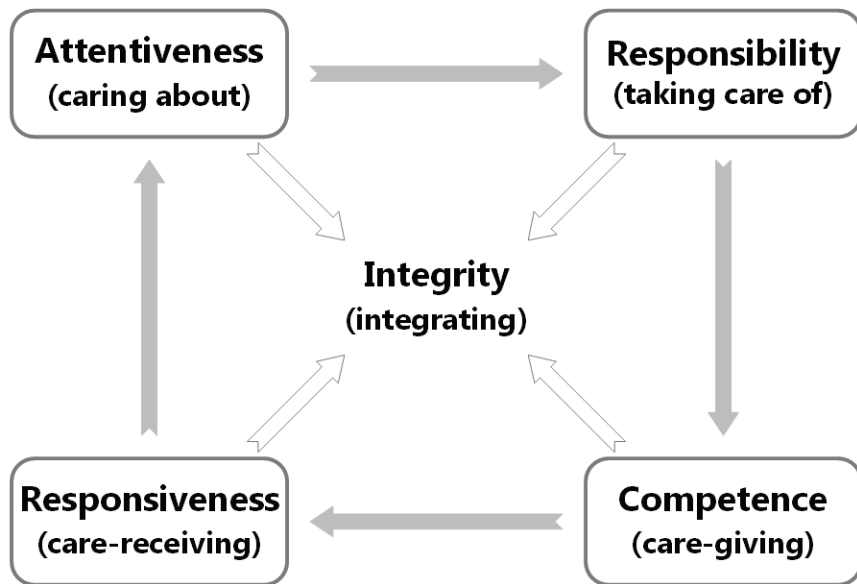 Attentiveness
(caring about)
Responsibility
(taking care of)
Integrity
(integrating)
Responsiveness
(care-receiving)
Competence
(care-giving)